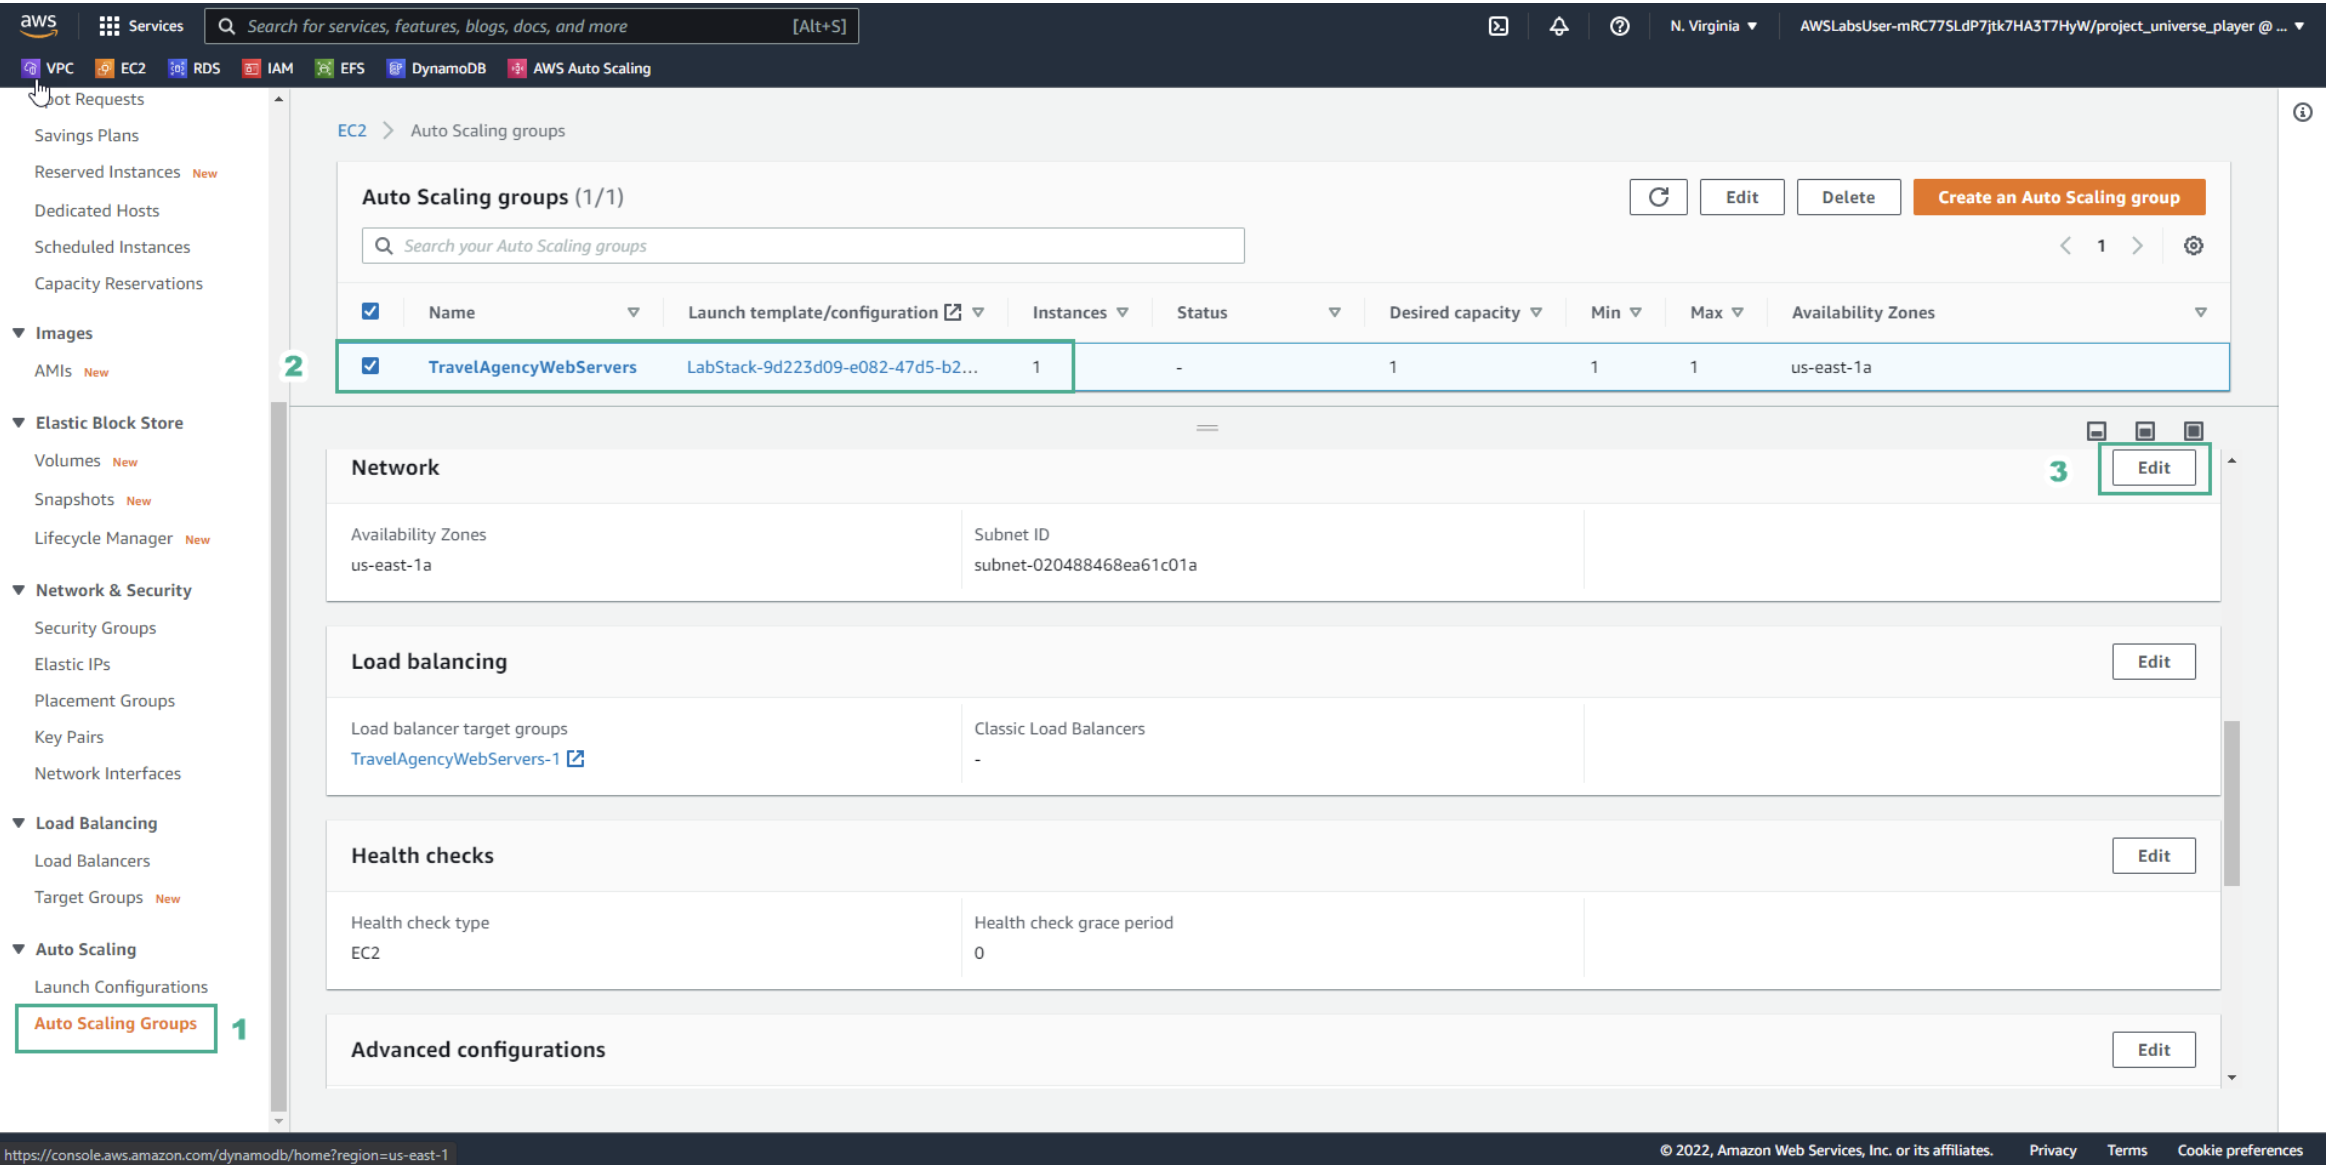 aws
Services
Search for services, features, blogs, docs, and more [Alt+S]
N. Virginia
AWSLabsUser-mRC77SLdP7jtk7HA3T7HyW/project_universe_player @ ...
VPC EC2 RDS IAM EFS DynamoDB AWS Auto Scaling
pot Requests
Savings Plans
Reserved Instances New
Dedicated Hosts
Scheduled Instances
Capacity Reservations
Images
AMIs New
Elastic Block Store
Volumes New
Snapshots New
Lifecycle Manager New
Network & Security
Security Groups
Elastic IPs
Placement Groups
Key Pairs
Network Interfaces
Load Balancing
Load Balancers
Target Groups New
Auto Scaling
Launch Configurations
Auto Scaling Groups
1
EC2 > Auto Scaling groups
Auto Scaling groups (1/1)
Edit
Delete
Create an Auto Scaling group
Search your Auto Scaling groups
1
Name Launch template/configuration Instances Status Desired capacity Min Max Availability Zones
2
TravelAgencyWebServers LabStack-9d223d09-e082-47d5-b2... 1 - 1 1 1 us-east-1a
Network
3
Edit
Availability Zones
us-east-1a
Subnet ID
subnet-020488468ea61c01a
Load balancing
Edit
Load balancer target groups
TravelAgencyWebServers-1
Classic Load Balancers
-
Health checks
Edit
Health check type
EC2
Health check grace period
0
Advanced configurations
Edit
https://console.aws.amazon.com/dynamodb/home?region=us-east-1
© 2022, Amazon Web Services, Inc. or its affiliates. Privacy Terms Cookie preferences